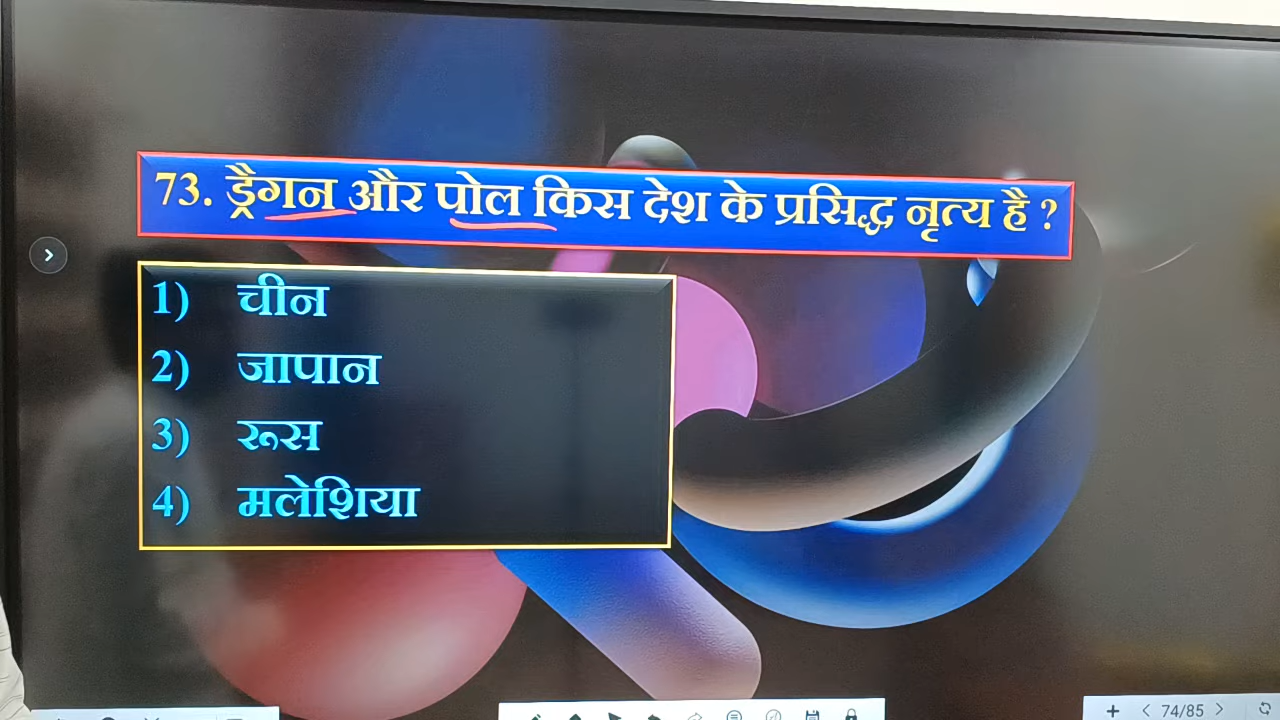 73. ड्रैगन और पोल किस देश के प्रसिद्ध नृत्य है ?
1) चीन
2) जापान
3) रूस
4) मलेशिया
74/85